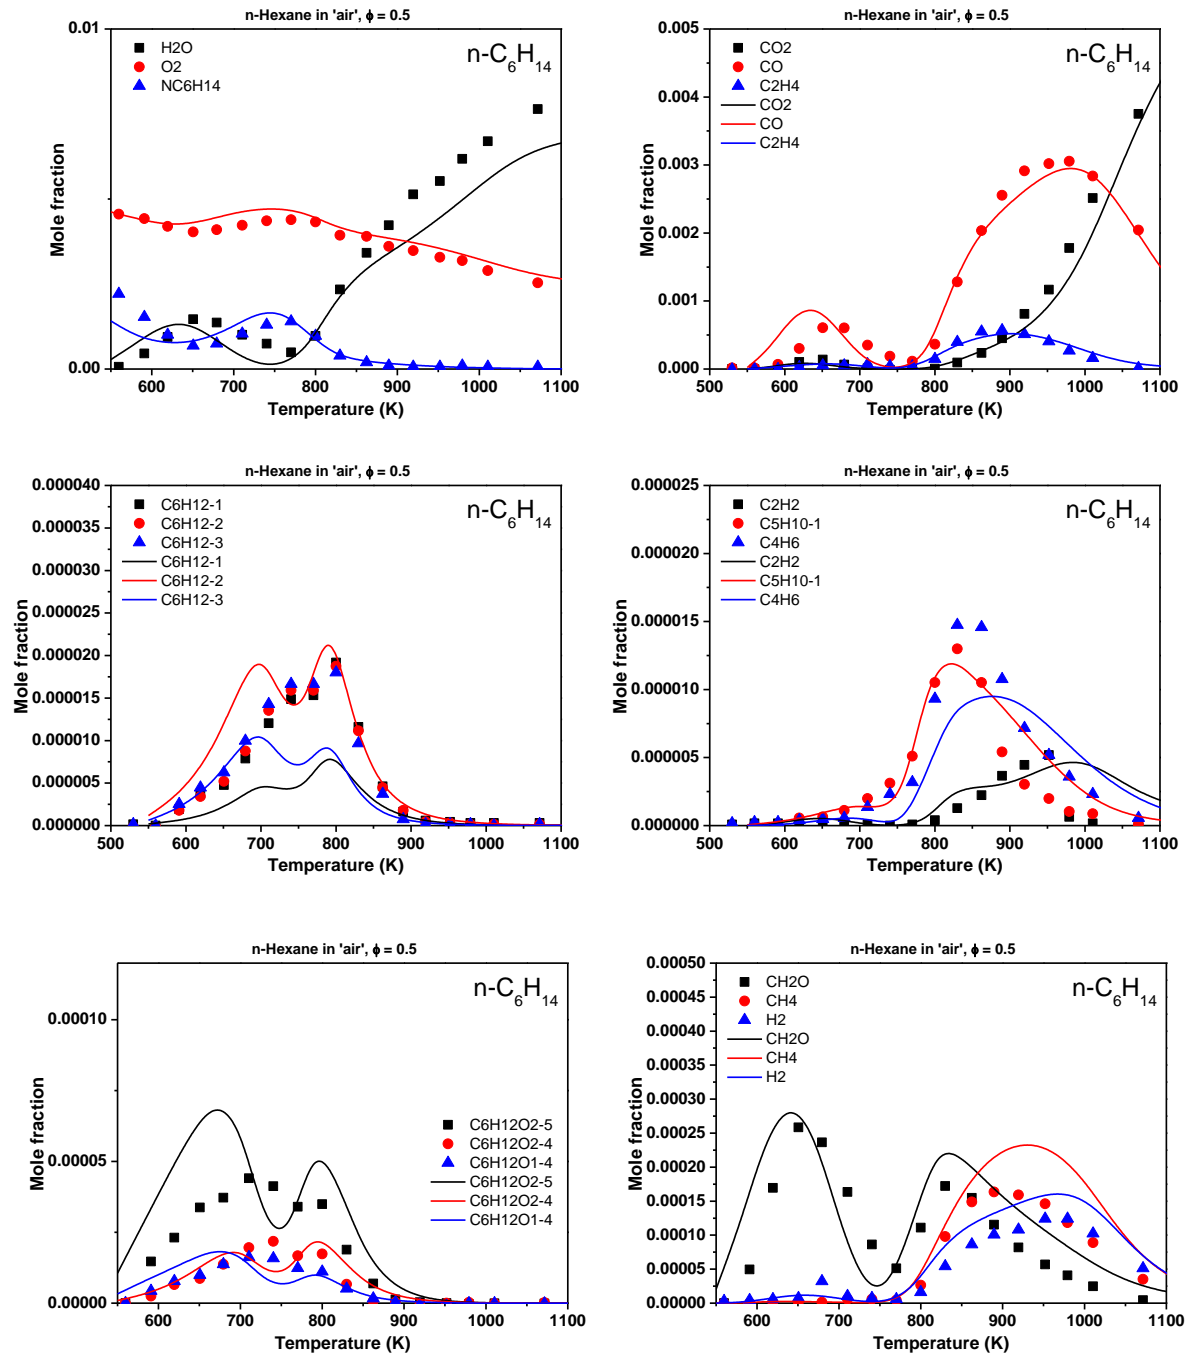 n-Hexane in 'air', ϕ = 0.5
n-C6H14
H2O
O2
NC6H14
0.01
0.00
Mole fraction
600 700 800 900 1000 1100
Temperature (K)
n-Hexane in 'air', ϕ = 0.5
n-C6H14
CO2
CO
C2H4
CO2
CO
C2H4
0.005
0.004
0.003
0.002
0.001
0.000
Mole fraction
500 600 700 800 900 1000 1100
Temperature (K)
n-Hexane in 'air', ϕ = 0.5
n-C6H14
C6H12-1
C6H12-2
C6H12-3
C6H12-1
C6H12-2
C6H12-3
0.000040
0.000035
0.000030
0.000025
0.000020
0.000015
0.000010
0.000005
0.000000
Mole fraction
500 600 700 800 900 1000 1100
Temperature (K)
n-Hexane in 'air', ϕ = 0.5
n-C6H14
C2H2
C5H10-1
C4H6
C2H2
C5H10-1
C4H6
0.000025
0.000020
0.000015
0.000010
0.000005
0.000000
Mole fraction
500 600 700 800 900 1000 1100
Temperature (K)
n-Hexane in 'air', ϕ = 0.5
n-C6H14
C6H12O2-5
C6H12O2-4
C6H12O1-4
C6H12O2-5
C6H12O2-4
C6H12O1-4
0.00010
0.00005
0.00000
Mole fraction
600 700 800 900 1000 1100
Temperature (K)
n-Hexane in 'air', ϕ = 0.5
n-C6H14
CH2O
CH4
H2
CH2O
CH4
H2
0.00050
0.00045
0.00040
0.00035
0.00030
0.00025
0.00020
0.00015
0.00010
0.00005
0.00000
Mole fraction
600 700 800 900 1000 1100
Temperature (K)